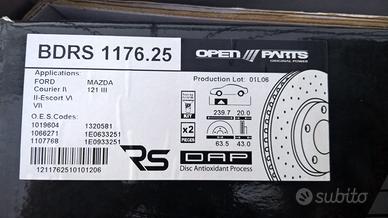 BDRS 1176.25
OPEN /// PARTS
ORIGINAL POWER
Applications:
FORD MAZDA
Courier I\ 121 III
II-Escort V\
VI\
Production Lot: 01L06
KIT
239.7 20.0
x2
PIECES
63.5 43.0
O.E.S.Codes:
1019604 1320581
1066271 1E0633251
1107768 1E0933251
RS DAP
Disc Antioxidant Process
1211762510101206
subito